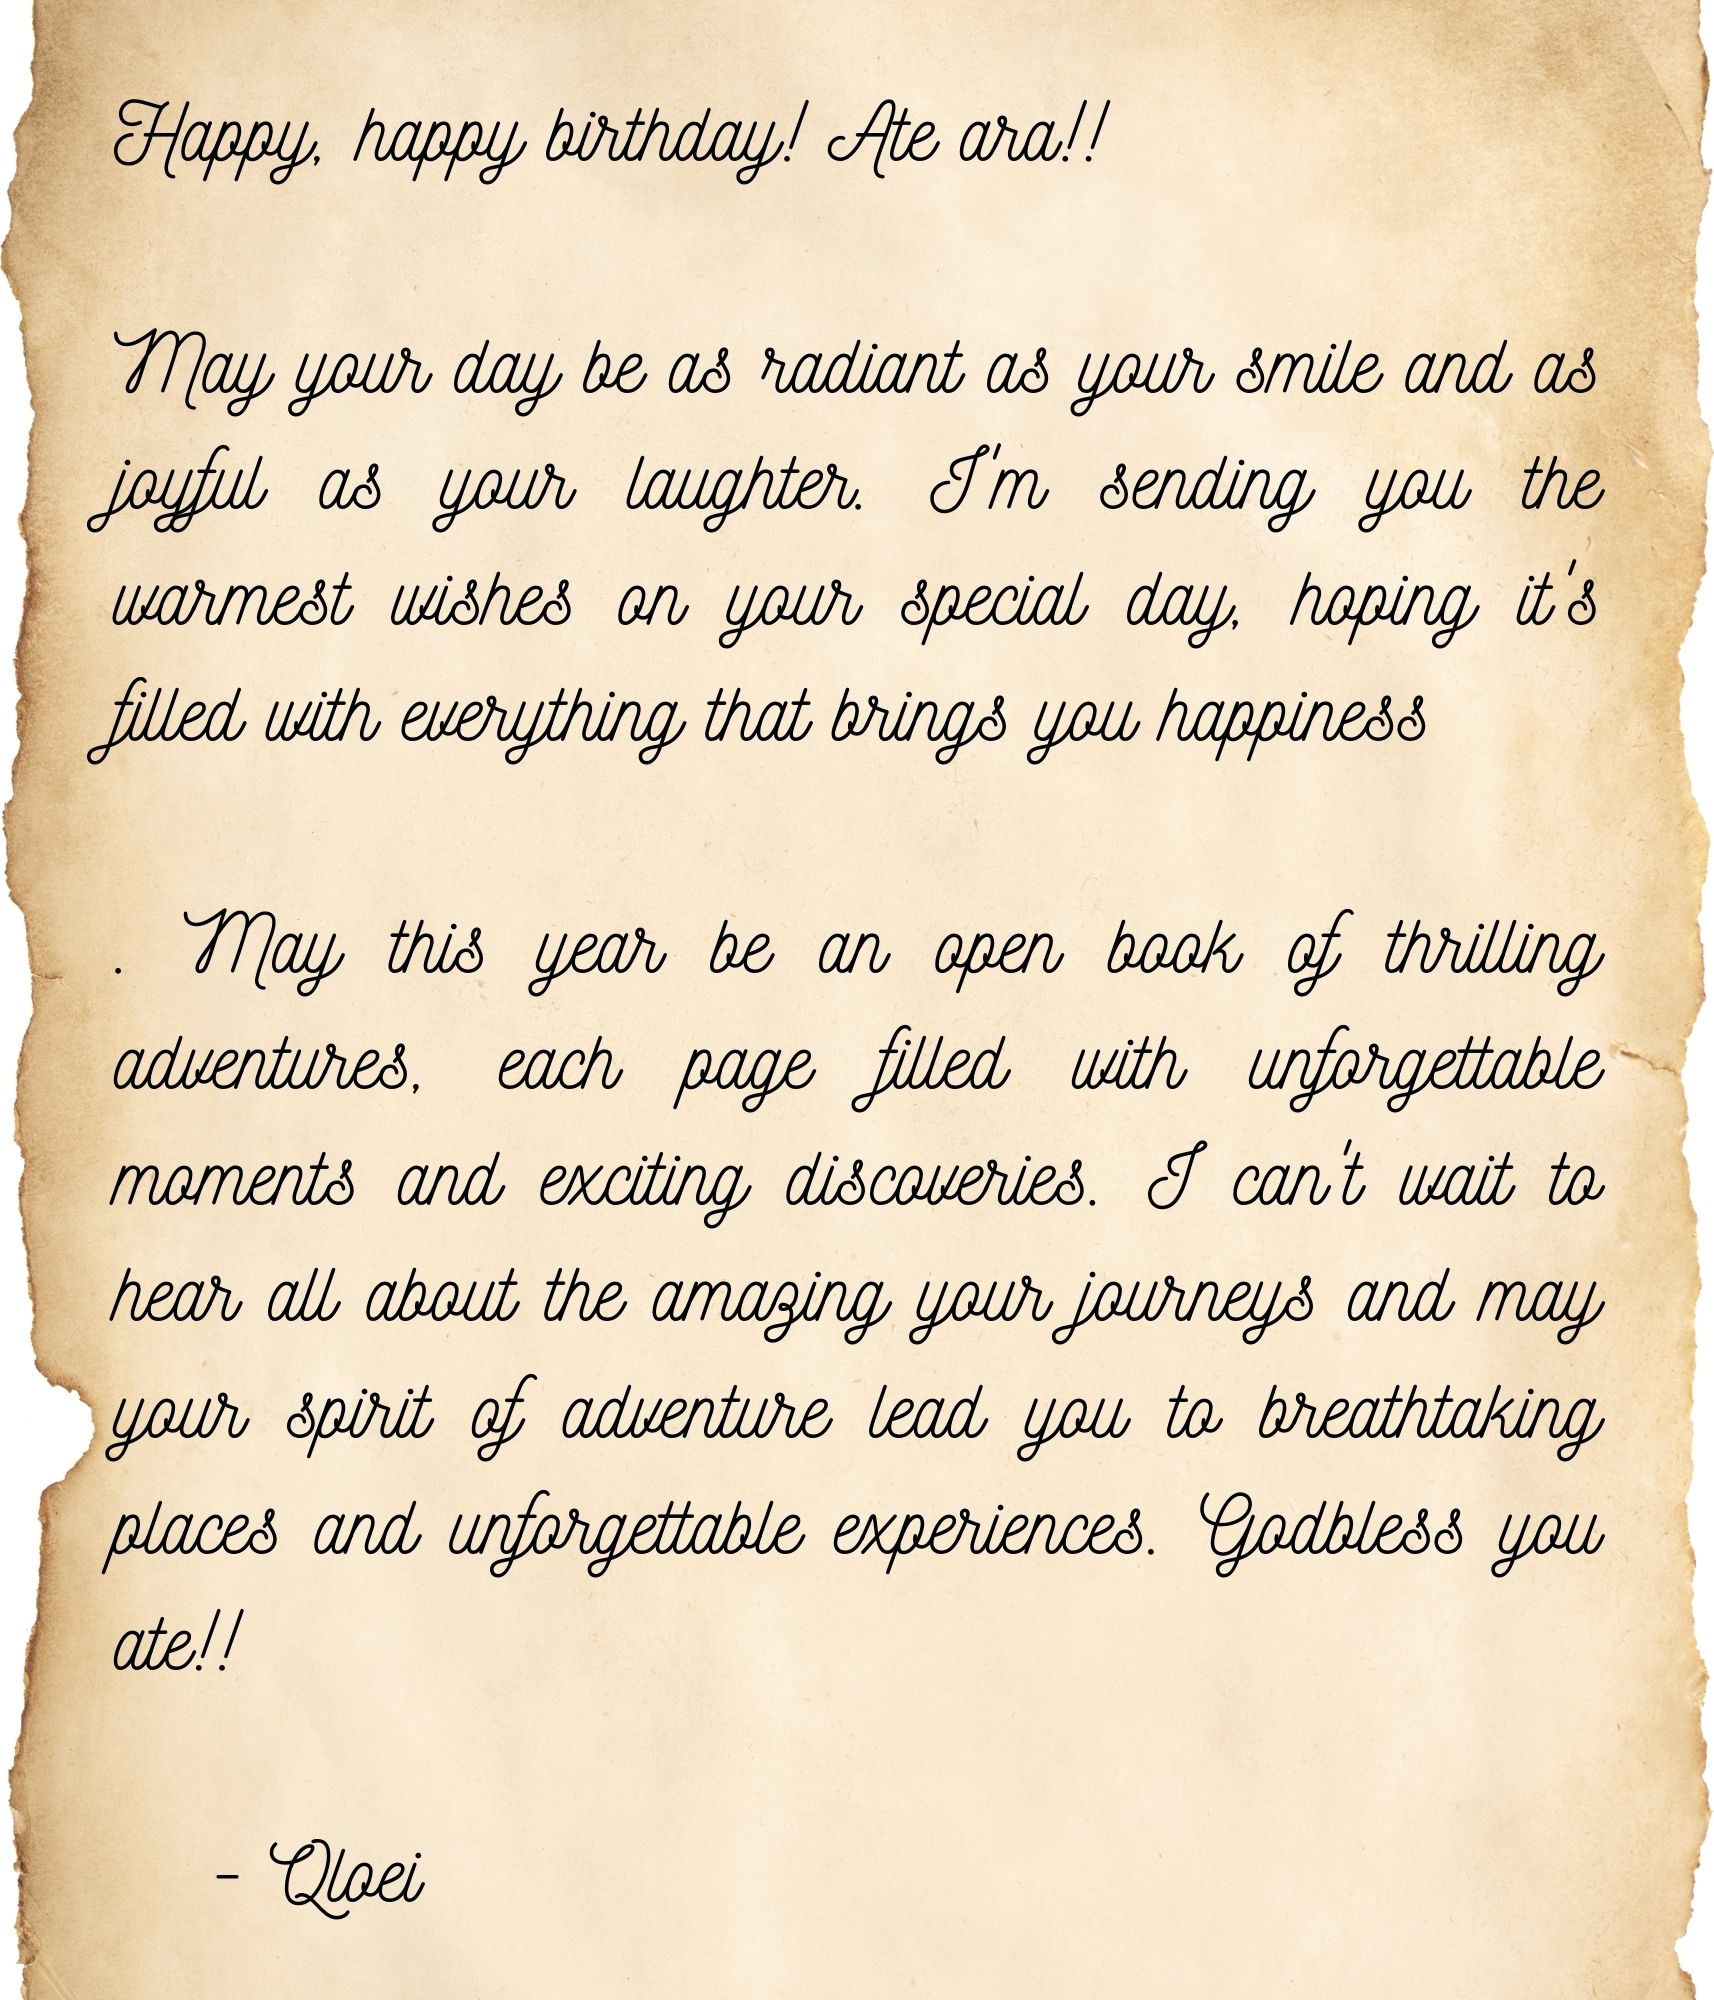 Happy, happy birthday! Ate ara!!
May your day be as radiant as your smile and as
joyful as your laughter. I'm sending you the
warmest wishes on your special day, hoping it's
filled with everything that brings you happiness
. May this year be an open book of thrilling
adventures, each page filled with unforgettable
moments and exciting discoveries. I can't wait to
hear all about the amazing your journeys and may
your spirit of adventure lead you to breathtaking
places and unforgettable experiences. Godbless you
ate!!
- Qloei